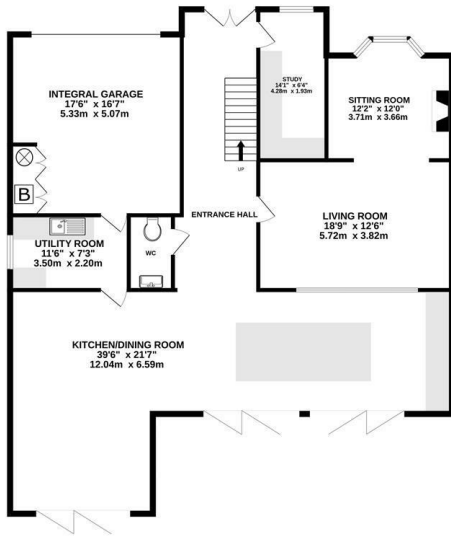 INTEGRAL GARAGE
17'6" x 16'7"
5.33m x 5.07m
STUDY
14'1" x 6'4"
4.28m x 1.93m
SITTING ROOM
12'2" x 12'0"
3.71m x 3.66m
B
UP
ENTRANCE HALL
LIVING ROOM
18'9" x 12'6"
5.72m x 3.82m
UTILITY ROOM
11'6" x 7'3"
3.50m x 2.20m
WC
KITCHEN/DINING ROOM
39'6" x 21'7"
12.04m x 6.59m